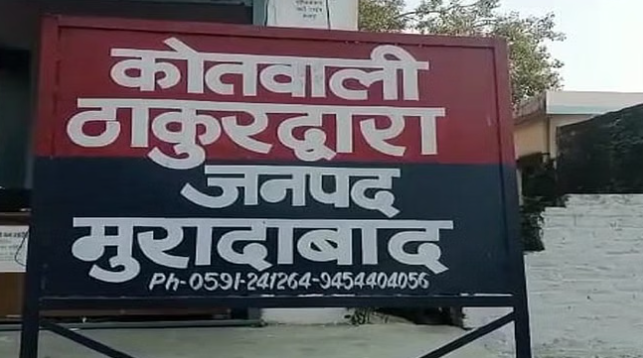 कोतवाली
ठाकुरद्वारा
जनपद
मुरादाबाद
Ph-0591-241264-9454404056